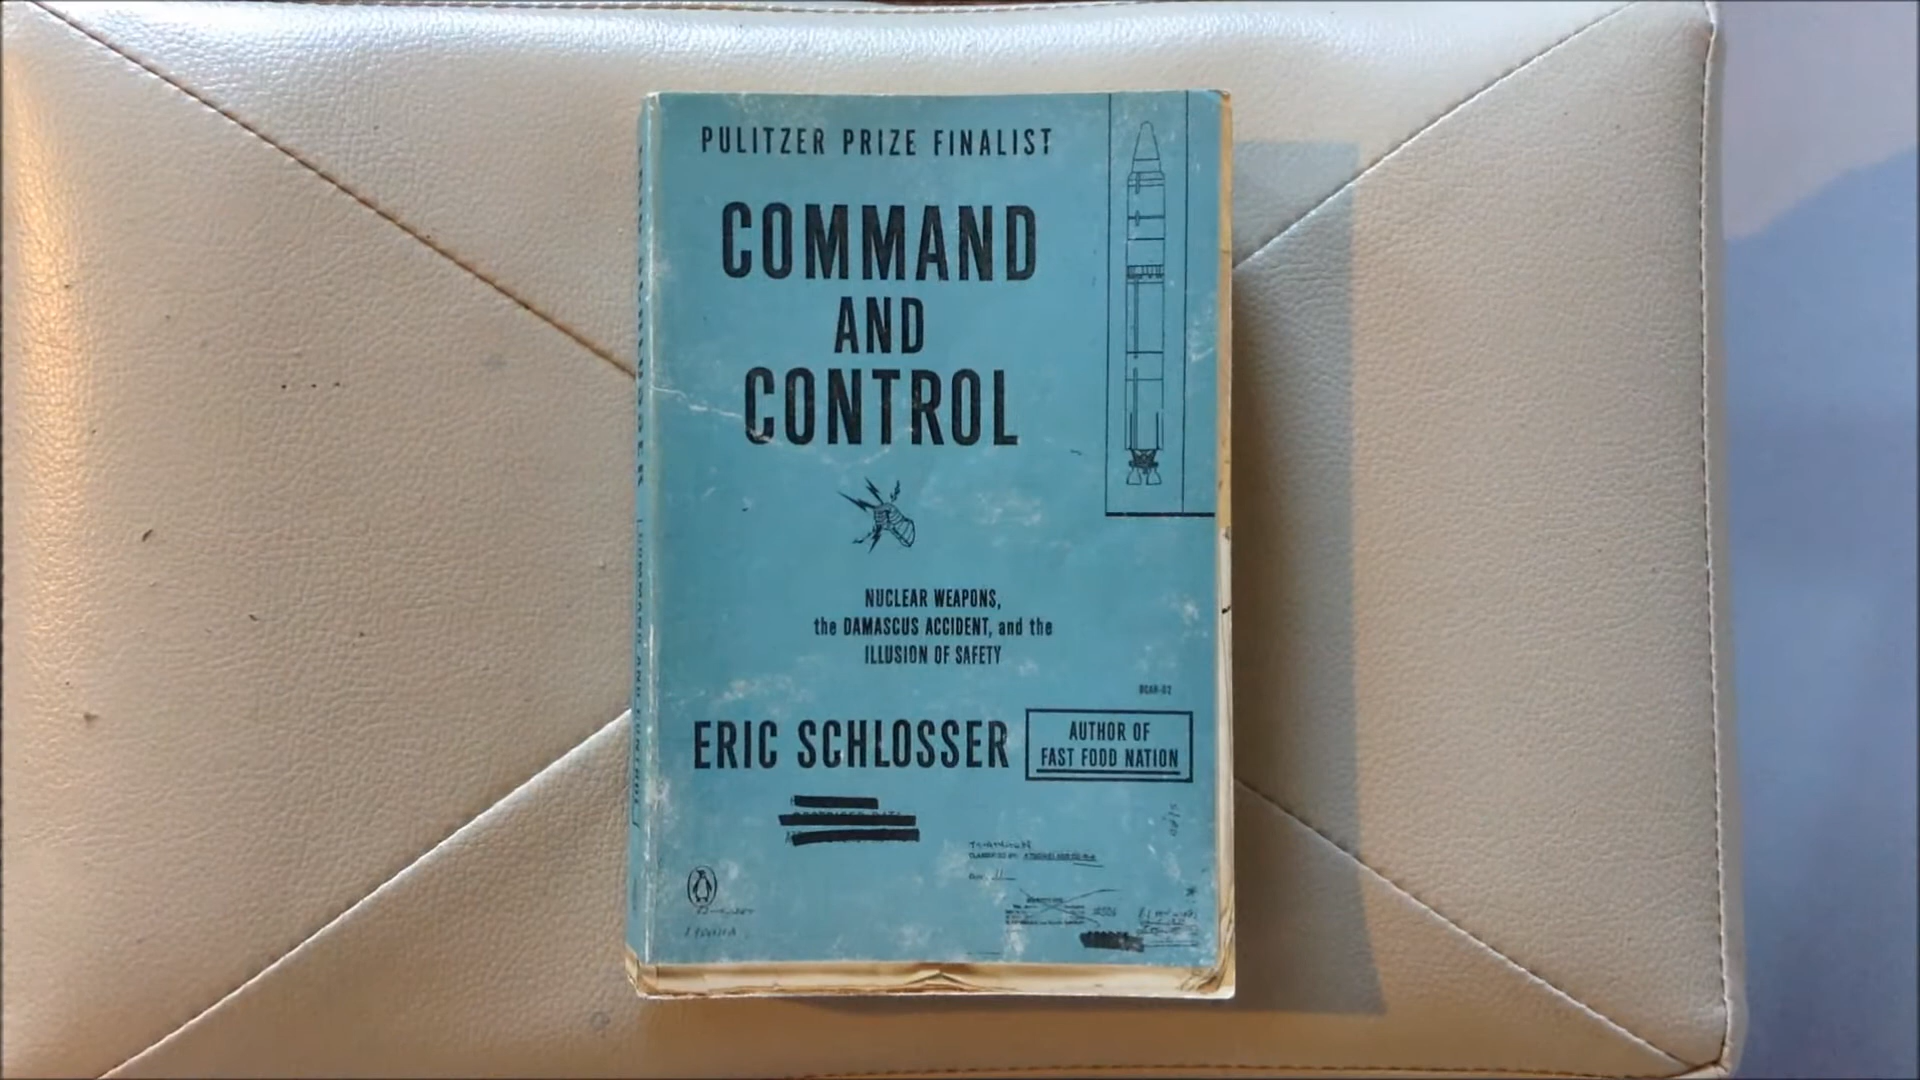 PULITZER PRIZE FINALIST
COMMAND
AND
CONTROL
NUCLEAR WEAPONS,
the DAMASCUS ACCIDENT, and the
ILLUSION OF SAFETY
ERIC SCHLOSSER
AUTHOR OF
FAST FOOD NATION